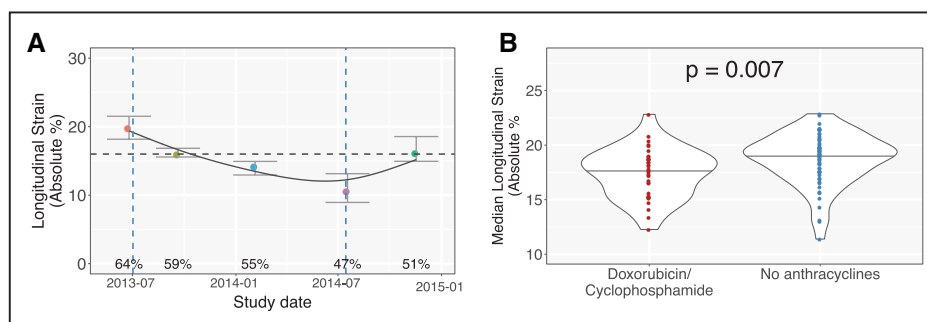 A
Longitudinal Strain
(Absolute %)
30
20
10
0
64%
59%
55%
47%
51%
2013-07
2014-01
2014-07
2015-01
Study date
B
Median Longitudinal Strain
(Absolute %
p = 0.007
25
20
15
10
Doxorubicin/
Cyclophosphamide
No anthracyclines